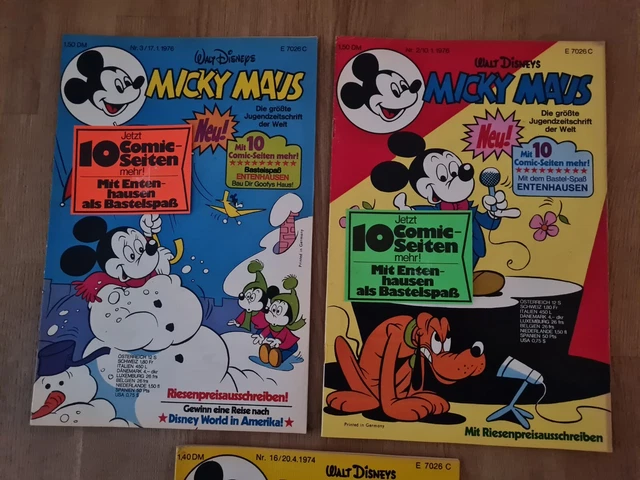 1,50 DM
Nr. 3/17.1.1976
E 7026 C
WALT DISNEYS
MICKY MAUS
Die größte
Jugendzeitschrift
der Welt
Neu!
Mit 10
Comic-Seiten mehr!
Bastelspaß
ENTENHAUSEN
Bau Dir Goofys Haus!
Jetzt
10 Comic-
Seiten
mehr!
Mit Enten-
hausen
als Bastelspaß
Printed in Germany
ÖSTERREICH 12 S.
SCHWEIZ 1,80 Fr
ITALIEN 450 L
DÄNEMARK 4,– dkr
LUXEMBURG 26 frs
BELGIEN 26 frs
NIEDERLANDE 1,50 fl
SPANIEN 50 Pts
USA 0,75 $
Riesenpreisausschreiben!
Gewinn eine Reise nach
Disney World in Amerika!
1,50 DM
Nr. 2/10.1.1976
E 7026 C
WALT DISNEYS
MICKY MAUS
Die größte
Jugendzeitschrift
der Welt
Neu!
Mit 10
Comic-Seiten mehr!
Mit dem Bastel-Spaß
ENTENHAUSEN
Jetzt
10 Comic-
Seiten
mehr!
Mit Enten-
hausen
als Bastelspaß
ÖSTERREICH 12 S.
SCHWEIZ 1,80 Fr
ITALIEN 450 L
DÄNEMARK 4,– dkr
LUXEMBURG 26 frs
BELGIEN 26 frs
NIEDERLANDE 1,50 fl
SPANIEN 50 Pts
USA 0,75 $
Printed in Germany
Mit Riesenpreisausschreiben
1,40 DM
Nr. 16/20.4.1974
E 7026 C
WALT DISNEYS